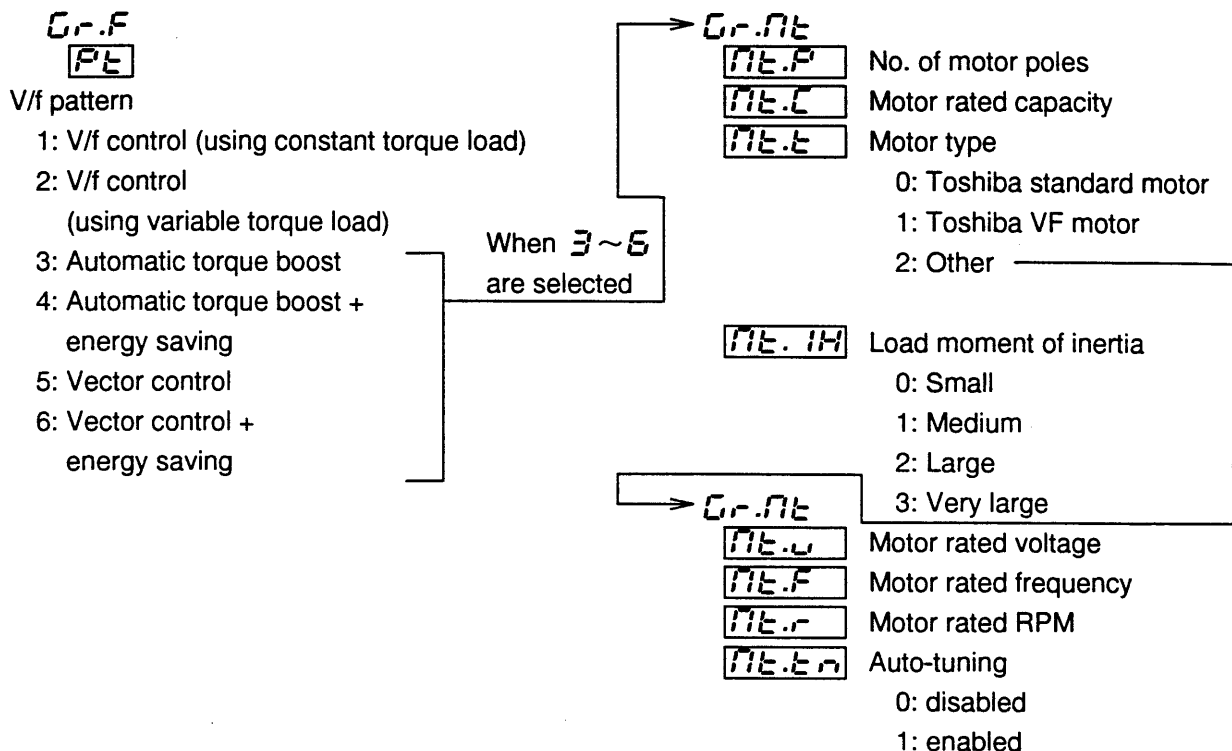 Gr.F
Pt
V/f pattern
1: V/f control (using constant torque load)
2: V/f control
(using variable torque load)
3: Automatic torque boost
4: Automatic torque boost +
energy saving
5: Vector control
6: Vector control +
energy saving
When 3~6
are selected
Gr.Mt
Mt.P No. of motor poles
Mt.C Motor rated capacity
Mt.t Motor type
0: Toshiba standard motor
1: Toshiba VF motor
2: Other
Mt.1H Load moment of inertia
0: Small
1: Medium
2: Large
3: Very large
Gr.Mt
Mt.u Motor rated voltage
Mt.F Motor rated frequency
Mt.r Motor rated RPM
Mt.tn Auto-tuning
0: disabled
1: enabled